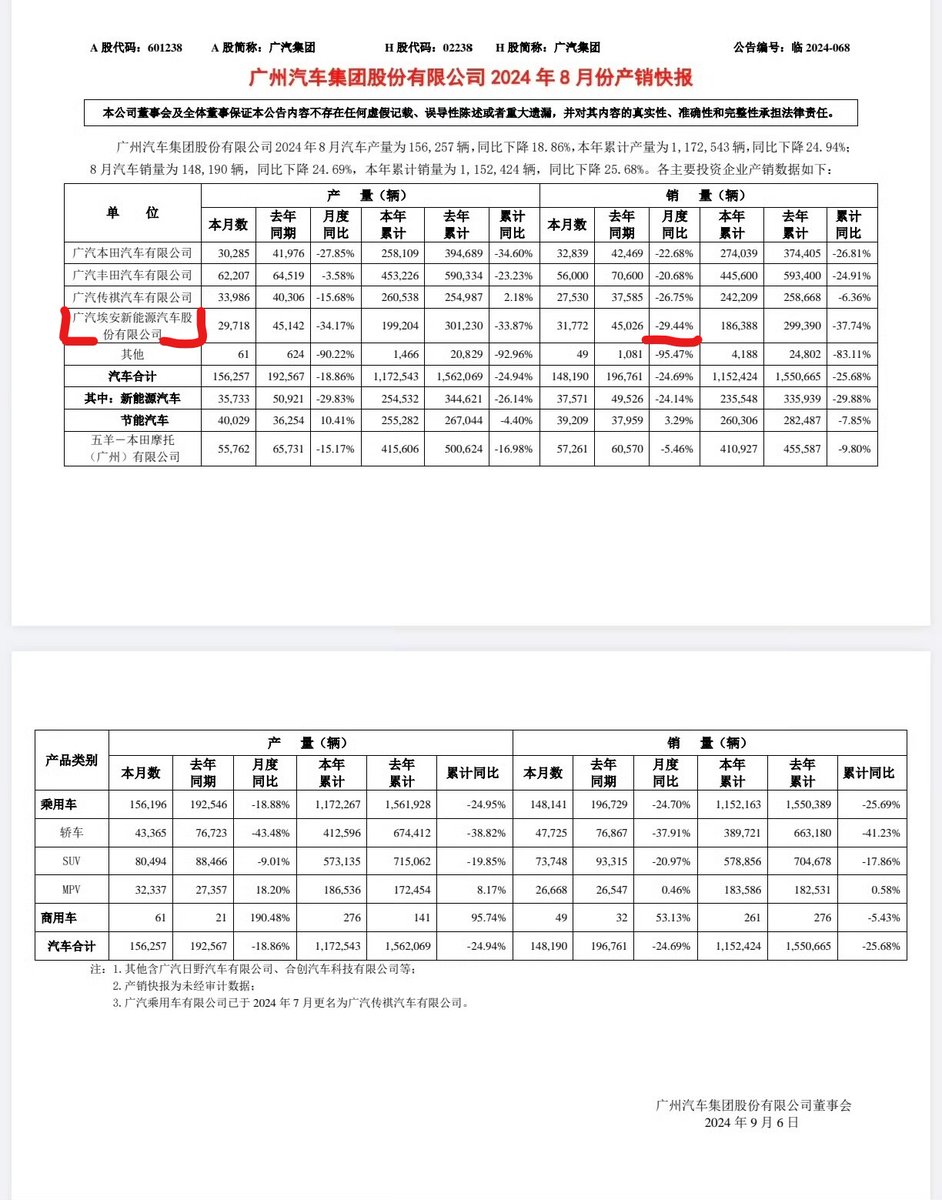 A 股代码：601238 A 股简称：广汽集团 H 股代码：02238 H 股简称：广汽集团 公告编号：临 2024-068
广州汽车集团股份有限公司 2024 年 8 月份产销快报
本公司董事会及全体董事保证本公告内容不存在任何虚假记载、误导性陈述或者重大遗漏，并对其内容的真实性、准确性和完整性承担法律责任。
广州汽车集团股份有限公司 2024 年 8 月汽车产量为 156,257 辆,同比下降 18.86%,本年累计产量为 1,172,543 辆,同比下降 24.94%;
8 月汽车销量为 148,190 辆，同比下降 24.69%，本年累计销量为 1,152,424 辆，同比下降 25.68%。各主要投资企业产销数据如下：
单 位 产 量（辆） 销 量（辆）
本月数 去年同期 月度同比 本年累计 去年累计 累计同比 本月数 去年同期 月度同比 本年累计 去年累计 累计同比
广汽本田汽车有限公司 30,285 41,976 -27.85% 258,109 394,689 -34.60% 32,839 42,469 -22.68% 274,039 374,405 -26.81%
广汽丰田汽车有限公司 62,207 64,519 -3.58% 453,226 590,334 -23.23% 56,000 70,600 -20.68% 445,600 593,400 -24.91%
广汽传祺汽车有限公司 33,986 40,306 -15.68% 260,538 254,987 2.18% 27,530 37,585 -26.75% 242,209 258,668 -6.36%
广汽埃安新能源汽车股份有限公司 29,718 45,142 -34.17% 199,204 301,230 -33.87% 31,772 45,026 -29.44% 186,388 299,390 -37.74%
其他 61 624 -90.22% 1,466 20,829 -92.96% 49 1,081 -95.47% 4,188 24,802 -83.11%
汽车合计 156,257 192,567 -18.86% 1,172,543 1,562,069 -24.94% 148,190 196,761 -24.69% 1,152,424 1,550,665 -25.68%
其中：新能源汽车 35,733 50,921 -29.83% 254,532 344,621 -26.14% 37,571 49,526 -24.14% 235,548 335,939 -29.88%
节能汽车 40,029 36,254 10.41% 255,282 267,044 -4.40% 39,209 37,959 3.29% 260,306 282,487 -7.85%
五羊－本田摩托（广州）有限公司 55,762 65,731 -15.17% 415,606 500,624 -16.98% 57,261 60,570 -5.46% 410,927 455,587 -9.80%
产品类别 产 量（辆） 销 量（辆）
本月数 去年同期 月度同比 本年累计 去年累计 累计同比 本月数 去年同期 月度同比 本年累计 去年累计 累计同比
乘用车 156,196 192,546 -18.88% 1,172,267 1,561,928 -24.95% 148,141 196,729 -24.70% 1,152,163 1,550,389 -25.69%
轿车 43,365 76,723 -43.48% 412,596 674,412 -38.82% 47,725 76,867 -37.91% 389,721 663,180 -41.23%
SUV 80,494 88,466 -9.01% 573,135 715,062 -19.85% 73,748 93,315 -20.97% 578,856 704,678 -17.86%
MPV 32,337 27,357 18.20% 186,536 172,454 8.17% 26,668 26,547 0.46% 183,586 182,531 0.58%
商用车 61 21 190.48% 276 141 95.74% 49 32 53.13% 261 276 -5.43%
汽车合计 156,257 192,567 -18.86% 1,172,543 1,562,069 -24.94% 148,190 196,761 -24.69% 1,152,424 1,550,665 -25.68%
注：1.其他含广汽日野汽车有限公司、合创汽车科技有限公司等；
2.产销快报为未经审计数据；
3.广汽乘用车有限公司已于 2024 年 7 月更名为广汽传祺汽车有限公司。
广州汽车集团股份有限公司董事会
2024 年 9 月 6 日